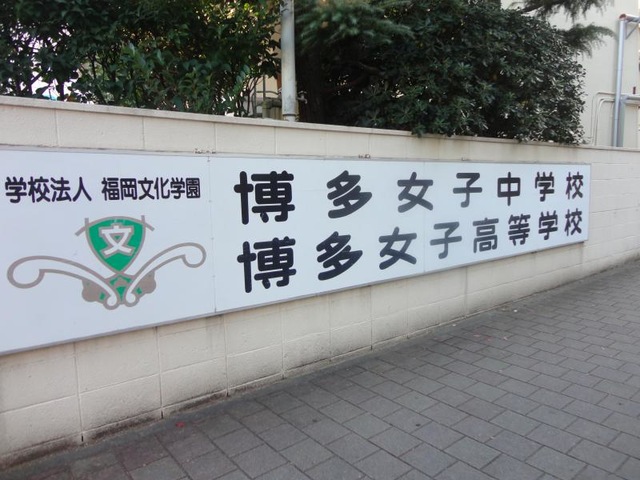 学校法人 福岡文化学園
文
博多女子中学校
博多女子高等学校